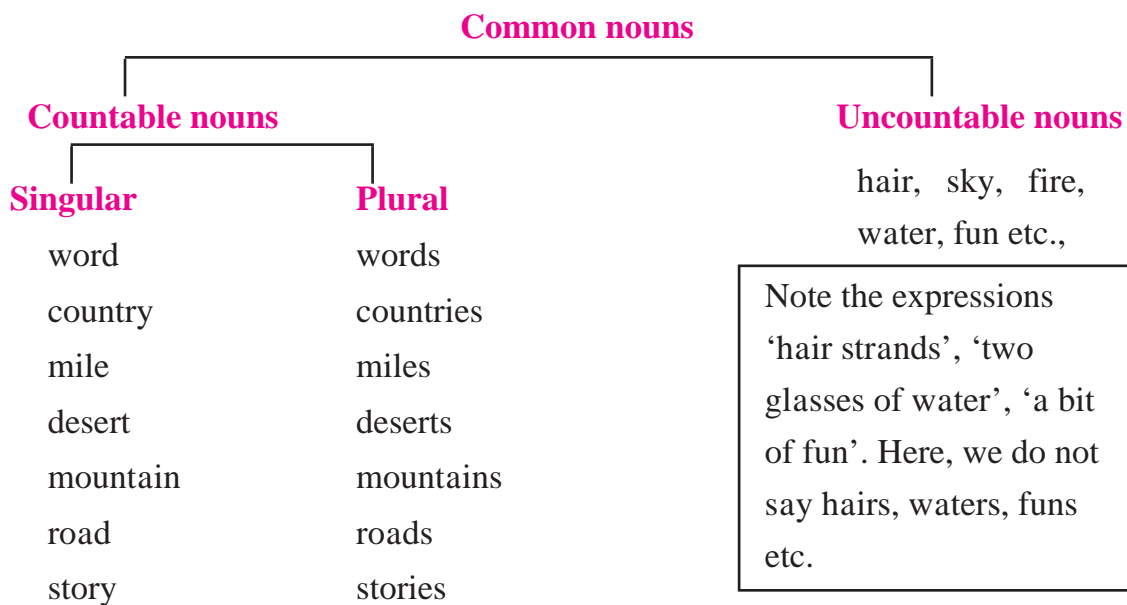 Common nouns
Countable nouns Uncountable nouns
Singular Plural
hair, sky, fire,
water, fun etc.,
word words
country countries
mile miles
desert deserts
mountain mountains
road roads
story stories
Note the expressions
‘hair strands’, ‘two
glasses of water’, ‘a bit
of fun’. Here, we do not
say hairs, waters, funs
etc.